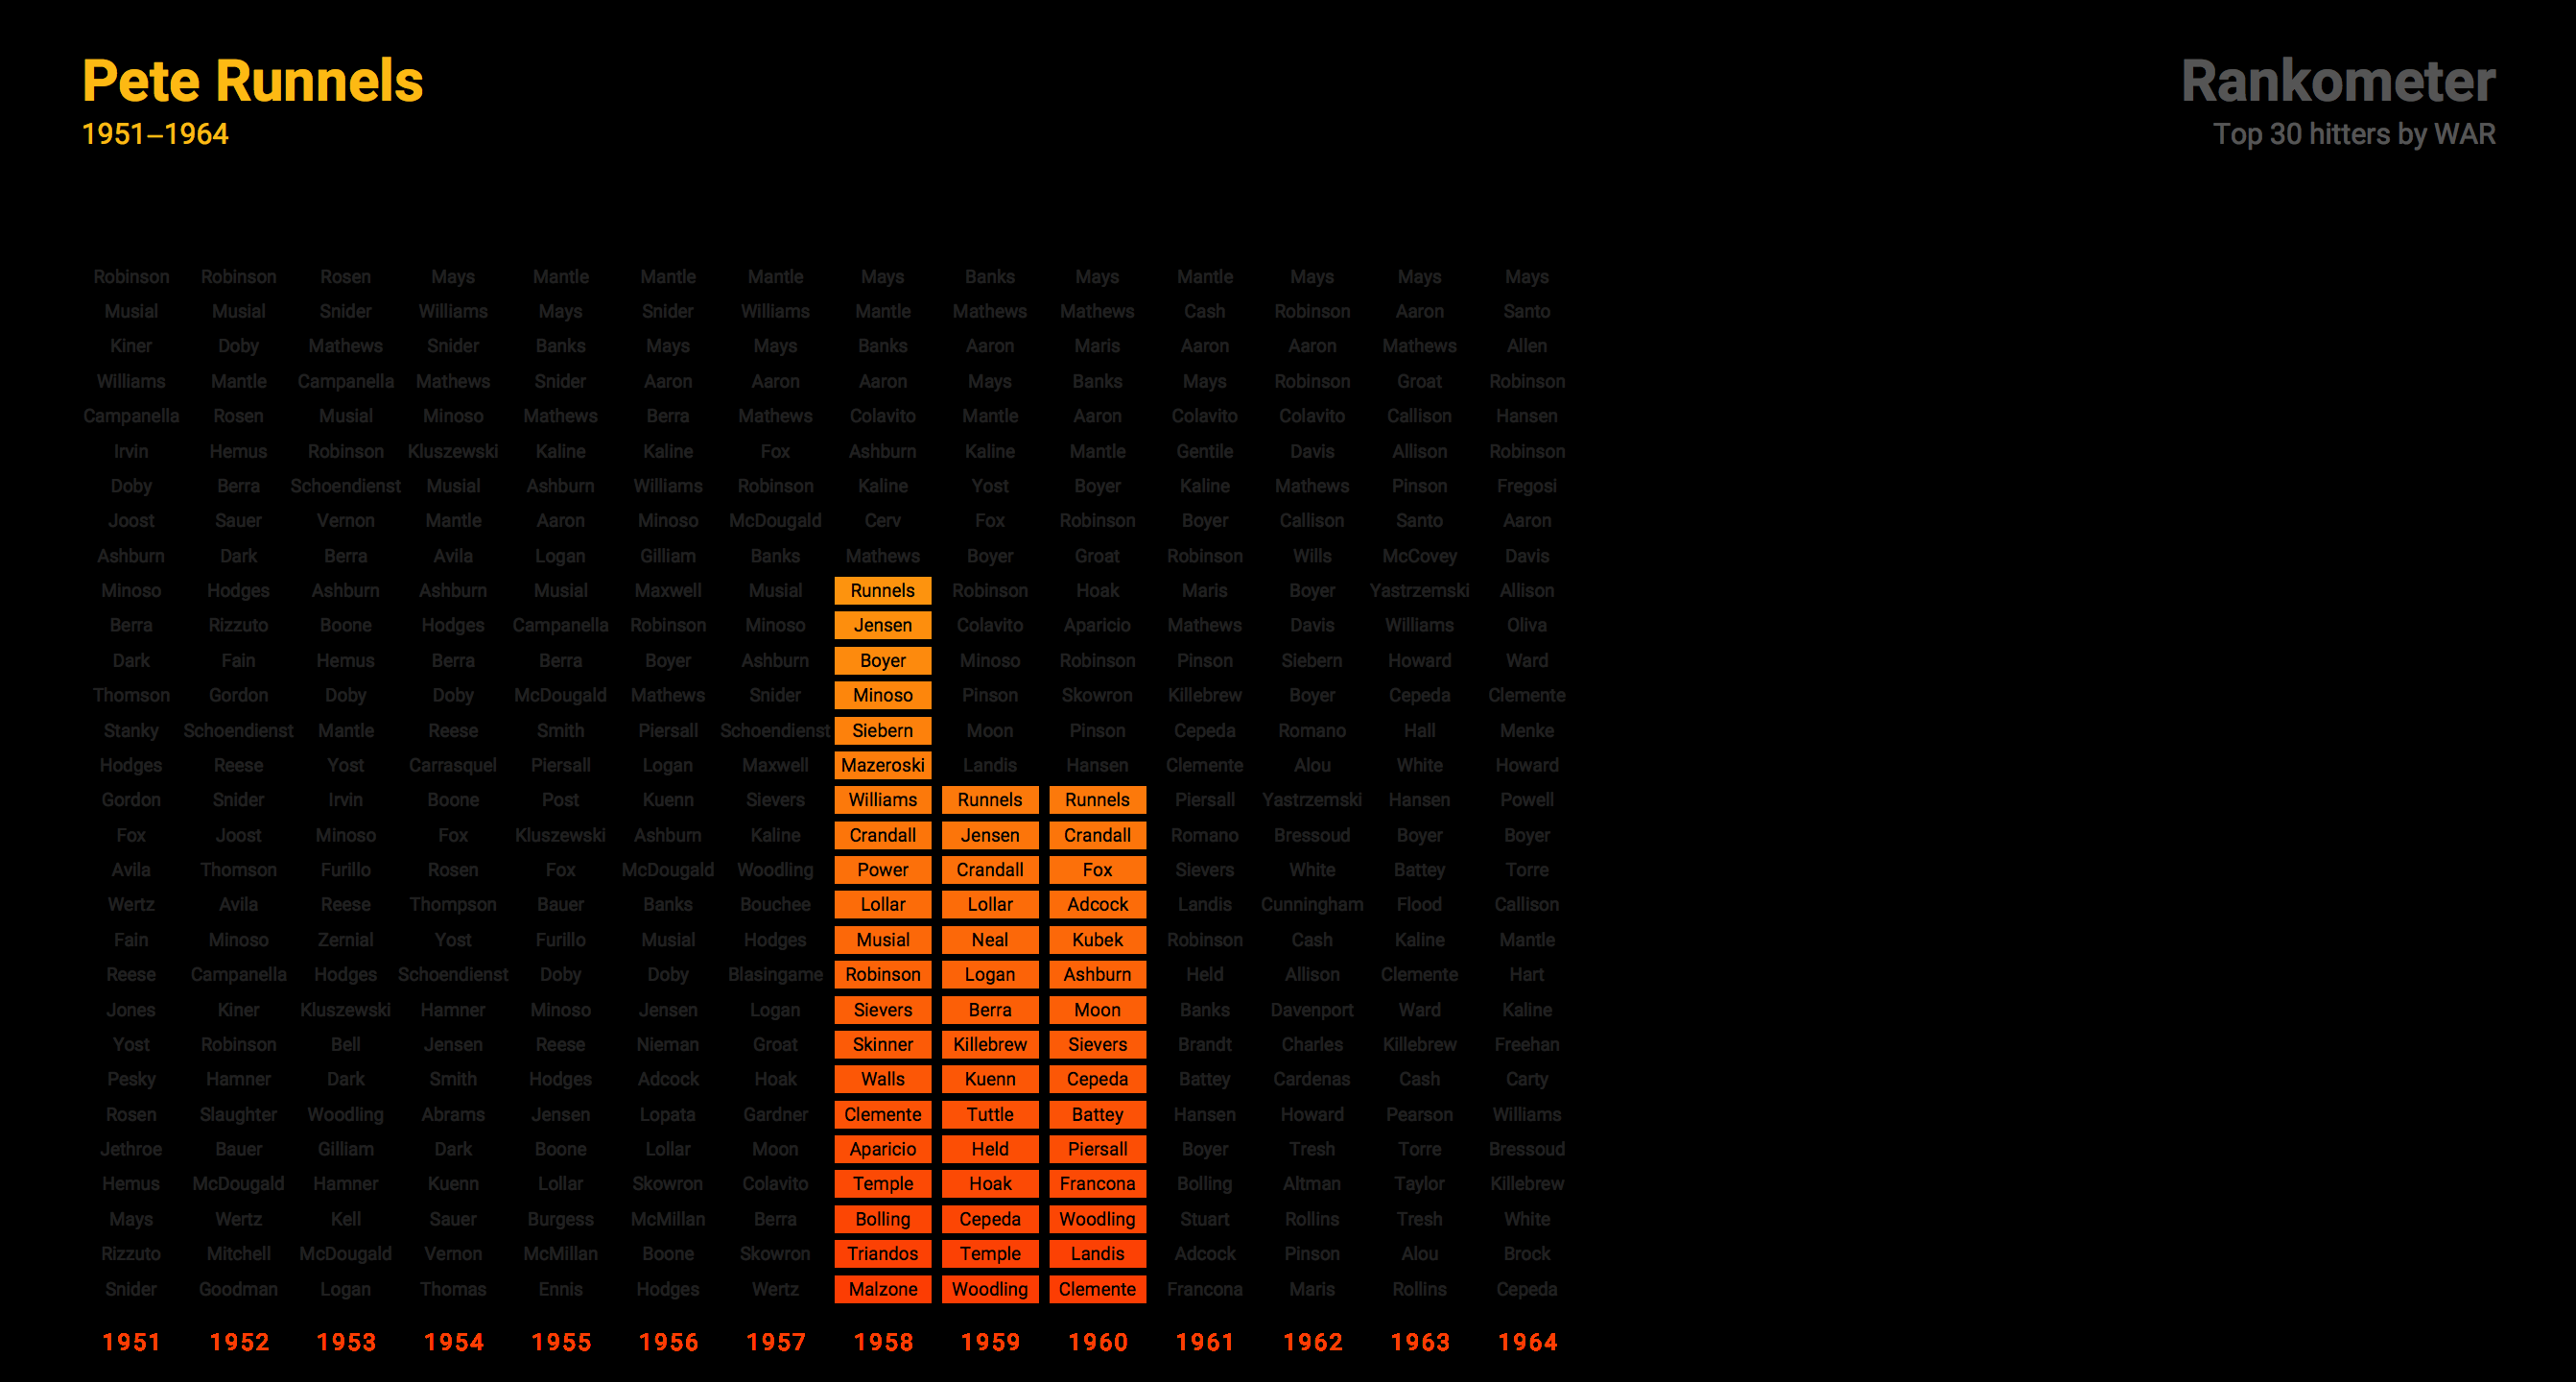 Pete Runnels
1951–1964
Rankometer
Top 30 hitters by WAR
Robinson Robinson Rosen Mays Mantle Mantle Mantle Mays Banks Mays Mantle Mays Mays Mays
Musial Musial Snider Williams Mays Snider Williams Mantle Mathews Mathews Cash Robinson Aaron Santo
Kiner Doby Mathews Snider Banks Mays Mays Banks Aaron Maris Aaron Aaron Mathews Allen
Williams Mantle Campanella Mathews Snider Aaron Aaron Aaron Mays Banks Mays Robinson Groat Robinson
Campanella Rosen Musial Minoso Mathews Berra Mathews Colavito Mantle Aaron Colavito Colavito Callison Hansen
Irvin Hemus Robinson Kluszewski Kaline Kaline Fox Ashburn Kaline Mantle Gentile Davis Allison Robinson
Doby Berra Schoendienst Musial Ashburn Williams Robinson Kaline Yost Boyer Kaline Mathews Pinson Fregosi
Joost Sauer Vernon Mantle Aaron Minoso McDougald Cerv Fox Robinson Boyer Callison Santo Aaron
Ashburn Dark Berra Avila Logan Gilliam Banks Mathews Boyer Groat Robinson Wills McCovey Davis
Minoso Hodges Ashburn Ashburn Musial Maxwell Musial Runnels Robinson Hoak Maris Boyer Yastrzemski Allison
Berra Rizzuto Boone Hodges Campanella Robinson Minoso Jensen Colavito Aparicio Mathews Davis Williams Oliva
Dark Fain Hemus Berra Berra Boyer Ashburn Boyer Minoso Robinson Pinson Siebern Howard Ward
Thomson Gordon Doby Doby McDougald Mathews Snider Minoso Pinson Skowron Killebrew Boyer Cepeda Clemente
Stanky Schoendienst Mantle Reese Smith Piersall Schoendienst Siebern Moon Pinson Cepeda Romano Hall Menke
Hodges Reese Yost Carrasquel Piersall Logan Maxwell Mazeroski Landis Hansen Clemente Alou White Howard
Gordon Snider Irvin Boone Post Kuenn Sievers Williams Runnels Runnels Piersall Yastrzemski Hansen Powell
Fox Joost Minoso Fox Kluszewski Ashburn Kaline Crandall Jensen Crandall Romano Bressoud Boyer Boyer
Avila Thomson Furillo Rosen Fox McDougald Woodling Power Crandall Fox Sievers White Battey Torre
Wertz Avila Reese Thompson Bauer Banks Bouchee Lollar Lollar Adcock Landis Cunningham Flood Callison
Fain Minoso Zernial Yost Furillo Musial Hodges Musial Neal Kubek Robinson Cash Kaline Mantle
Reese Campanella Hodges Schoendienst Doby Doby Blasingame Robinson Logan Ashburn Held Allison Clemente Hart
Jones Kiner Kluszewski Hamner Minoso Jensen Logan Sievers Berra Moon Banks Davenport Ward Kaline
Yost Robinson Bell Jensen Reese Nieman Groat Skinner Killebrew Sievers Brandt Charles Killebrew Freehan
Pesky Hamner Dark Smith Hodges Adcock Hoak Walls Kuenn Cepeda Battey Cardenas Cash Carty
Rosen Slaughter Woodling Abrams Jensen Lopata Gardner Clemente Tuttle Battey Hansen Howard Pearson Williams
Jethroe Bauer Gilliam Dark Boone Lollar Moon Aparicio Held Piersall Boyer Tresh Torre Bressoud
Hemus McDougald Hamner Kuenn Lollar Skowron Colavito Temple Hoak Francona Bolling Altman Taylor Killebrew
Mays Wertz Kell Sauer Burgess McMillan Berra Bolling Cepeda Woodling Stuart Rollins Tresh White
Rizzuto Mitchell McDougald Vernon McMillan Boone Skowron Triandos Temple Landis Adcock Pinson Alou Brock
Snider Goodman Logan Thomas Ennis Hodges Wertz Malzone Woodling Clemente Francona Maris Rollins Cepeda
1951 1952 1953 1954 1955 1956 1957 1958 1959 1960 1961 1962 1963 1964